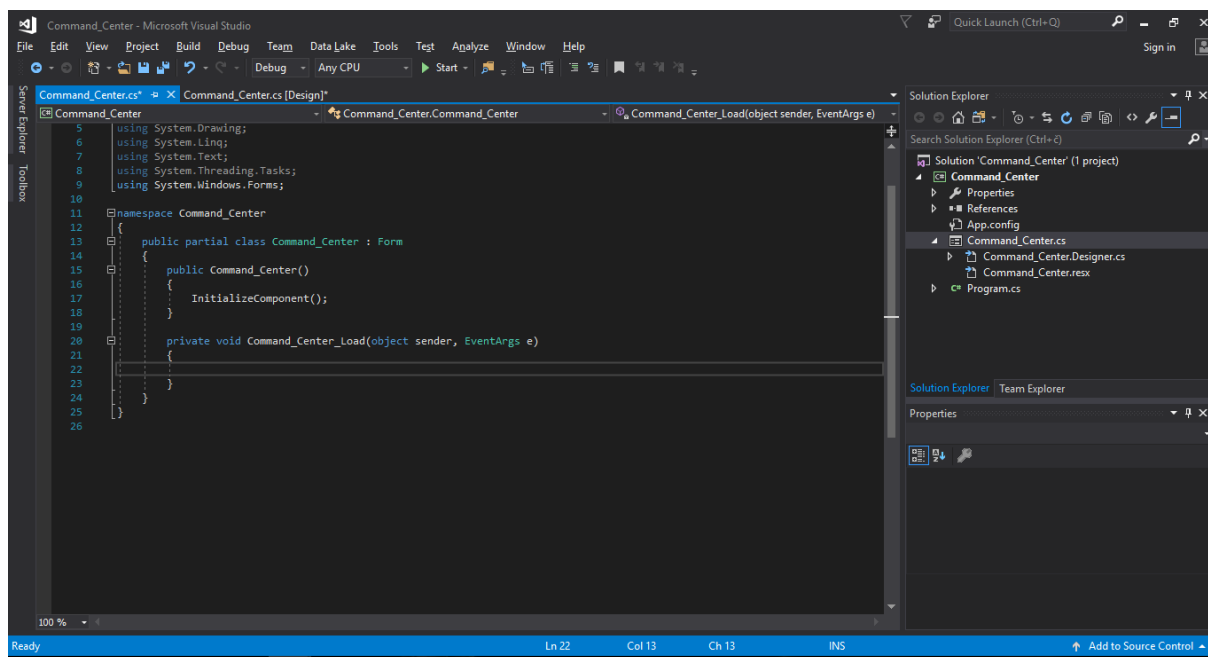 Command_Center - Microsoft Visual Studio
Quick Launch (Ctrl+Q)
File Edit View Project Build Debug Team Data Lake Tools Test Analyze Window Help
Sign in
Debug Any CPU Start
Server Explorer
Toolbox
Command_Center.cs* Command_Center.cs [Design]*
Command_Center Command_Center.Command_Center Command_Center_Load(object sender, EventArgs e)
5 using System.Drawing;
6 using System.Linq;
7 using System.Text;
8 using System.Threading.Tasks;
9 using System.Windows.Forms;
10
11 namespace Command_Center
12 {
13 public partial class Command_Center : Form
14 {
15 public Command_Center()
16 {
17 InitializeComponent();
18 }
19
20 private void Command_Center_Load(object sender, EventArgs e)
21 {
22
23 }
24 }
25 }
26
100 %
Solution Explorer
Search Solution Explorer (Ctrl+č)
Solution 'Command_Center' (1 project)
Command_Center
Properties
References
App.config
Command_Center.cs
Command_Center.Designer.cs
Command_Center.resx
Program.cs
Solution Explorer Team Explorer
Properties
Ready Ln 22 Col 13 Ch 13 INS Add to Source Control